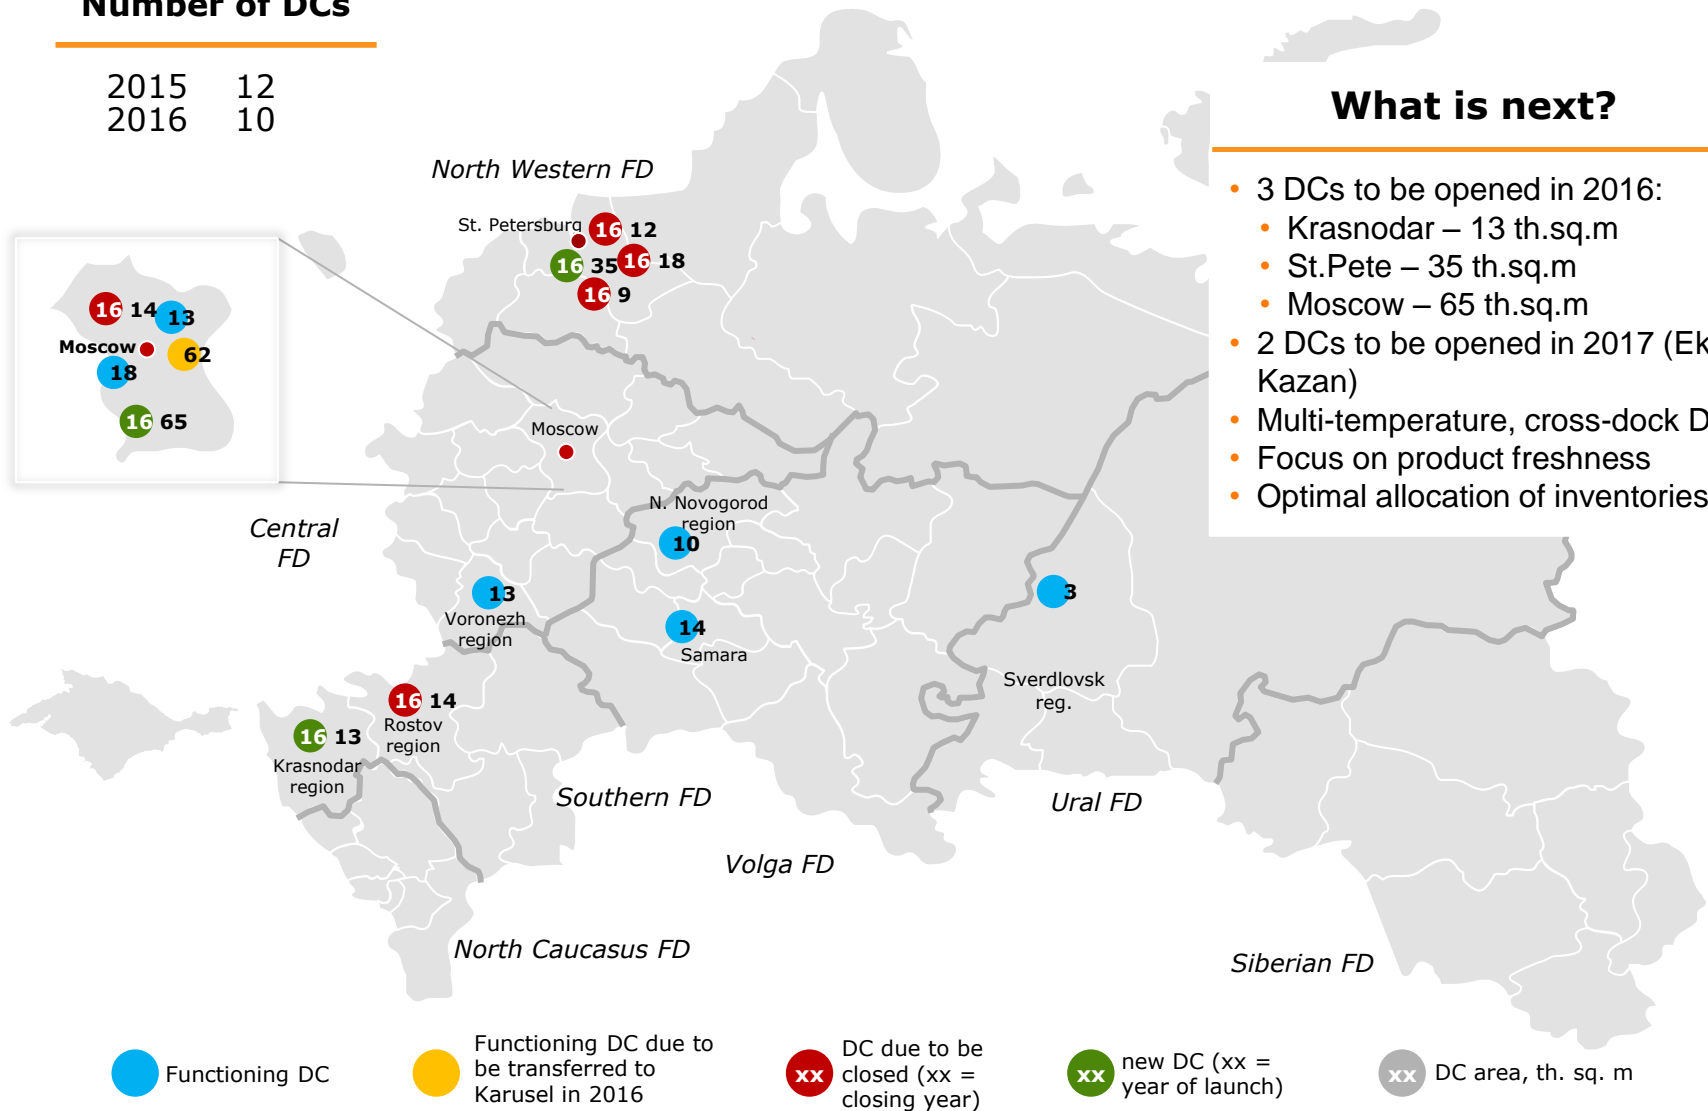 Number of DCs
2015 12
2016 10
What is next?
• 3 DCs to be opened in 2016:
• Krasnodar – 13 th.sq.m
• St.Pete – 35 th.sq.m
• Moscow – 65 th.sq.m
• 2 DCs to be opened in 2017 (Ek
Kazan)
• Multi-temperature, cross-dock D
• Focus on product freshness
• Optimal allocation of inventories
North Western FD
St. Petersburg
16 12
16 35
16 18
16 9
16 14
13
Moscow
62
18
16 65
Moscow
Central
FD
N. Novogorod
region
10
13
Voronezh
region
14
Samara
3
Sverdlovsk
reg.
16 14
Rostov
region
16 13
Krasnodar
region
Southern FD
Ural FD
Volga FD
North Caucasus FD
Siberian FD
Functioning DC
Functioning DC due to
be transferred to
Karusel in 2016
xx
DC due to be
closed (xx =
closing year)
xx
new DC (xx =
year of launch)
xx
DC area, th. sq. m